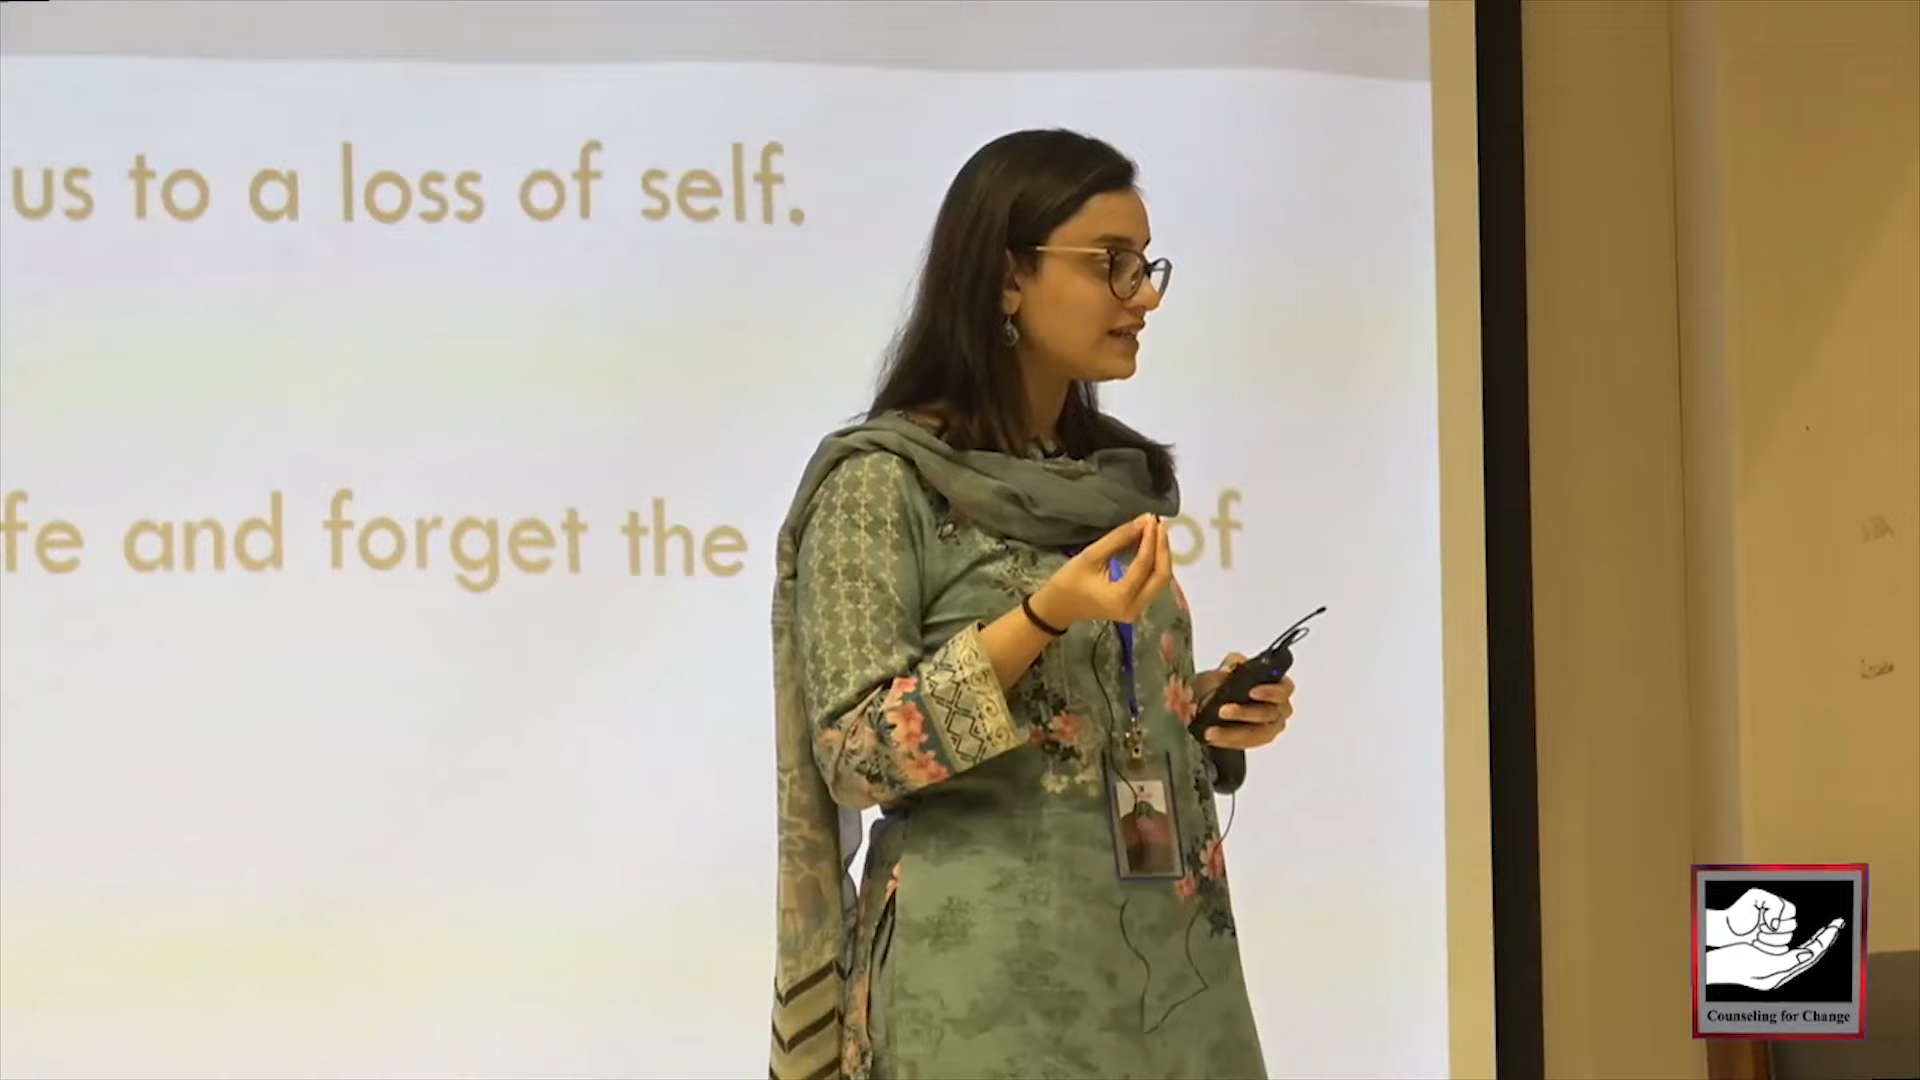 us to a loss of self.
fe and forget the of
Counseling for Change